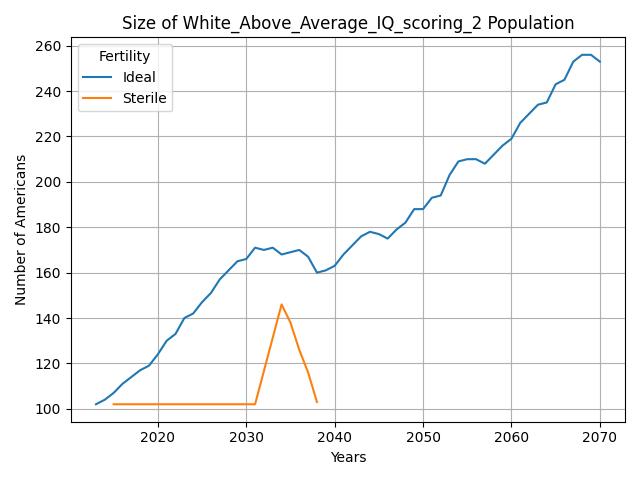 Size of White_Above_Average_IQ_scoring_2 Population
Fertility
Ideal
Sterile
Number of Americans
260
240
220
200
180
160
140
120
100
2020 2030 2040 2050 2060 2070
Years